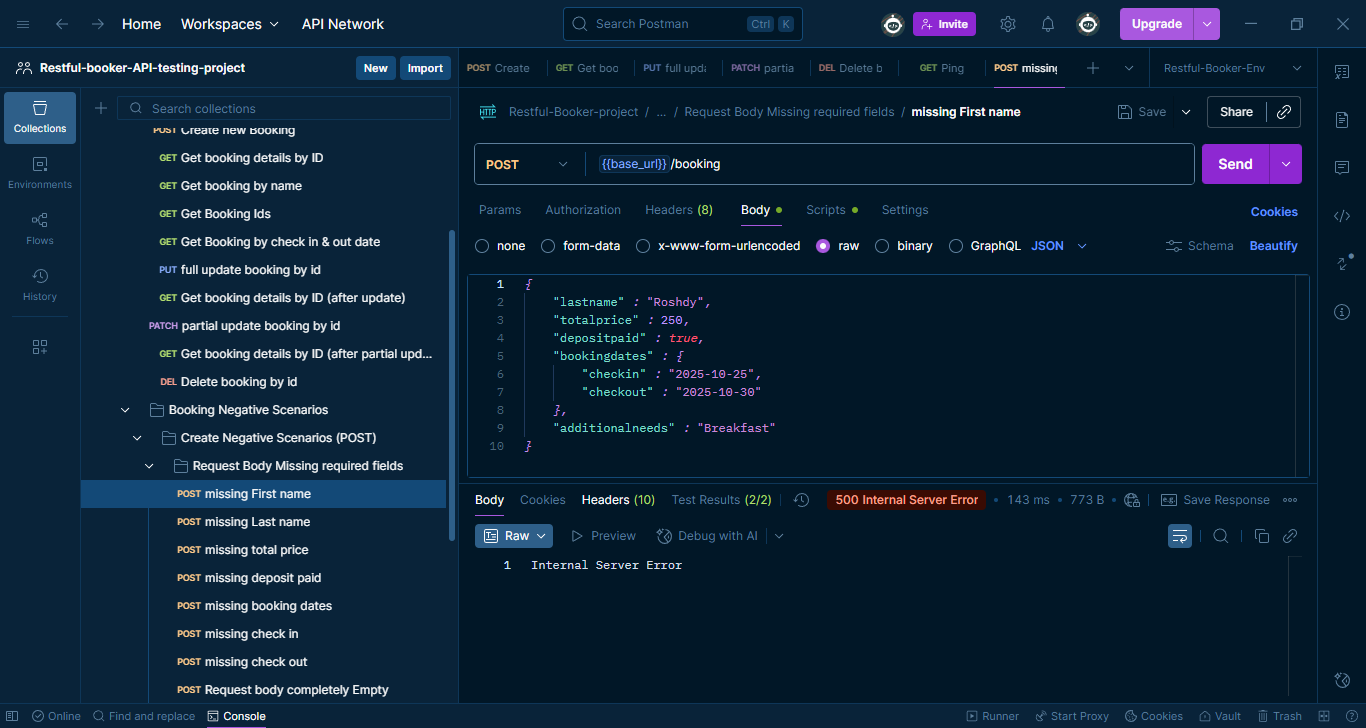 Home Workspaces API Network Search Postman Ctrl K Invite Upgrade
Restful-booker-API-testing-project New Import
POST Create GET Get boo PUT full upda PATCH partia DEL Delete b GET Ping POST missing Restful-Booker-Env
Search collections
Collections
Environments
Flows
History
POST Create new Booking
GET Get booking details by ID
GET Get booking by name
GET Get Booking Ids
GET Get Booking by check in & out date
PUT full update booking by id
GET Get booking details by ID (after update)
PATCH partial update booking by id
GET Get booking details by ID (after partial upd...
DEL Delete booking by id
Booking Negative Scenarios
Create Negative Scenarios (POST)
Request Body Missing required fields
POST missing First name
POST missing Last name
POST missing total price
POST missing deposit paid
POST missing booking dates
POST missing check in
POST missing check out
POST Request body completely Empty
HTTP Restful-Booker-project / ... / Request Body Missing required fields / missing First name Save Share
POST {{base_url}}/booking Send
Params Authorization Headers (8) Body Scripts Settings Cookies
none form-data x-www-form-urlencoded raw binary GraphQL JSON Schema Beautify
1 {
2 "lastname" : "Roshdy",
3 "totalprice" : 250,
4 "depositpaid" : true,
5 "bookingdates" : {
6 "checkin" : "2025-10-25",
7 "checkout" : "2025-10-30"
8 },
9 "additionalneeds" : "Breakfast"
10 }
Body Cookies Headers (10) Test Results (2/2) 500 Internal Server Error • 143 ms • 773 B • e.g. Save Response
Raw Preview Debug with AI
1 Internal Server Error
Online Find and replace Console Runner Start Proxy Cookies Vault Trash